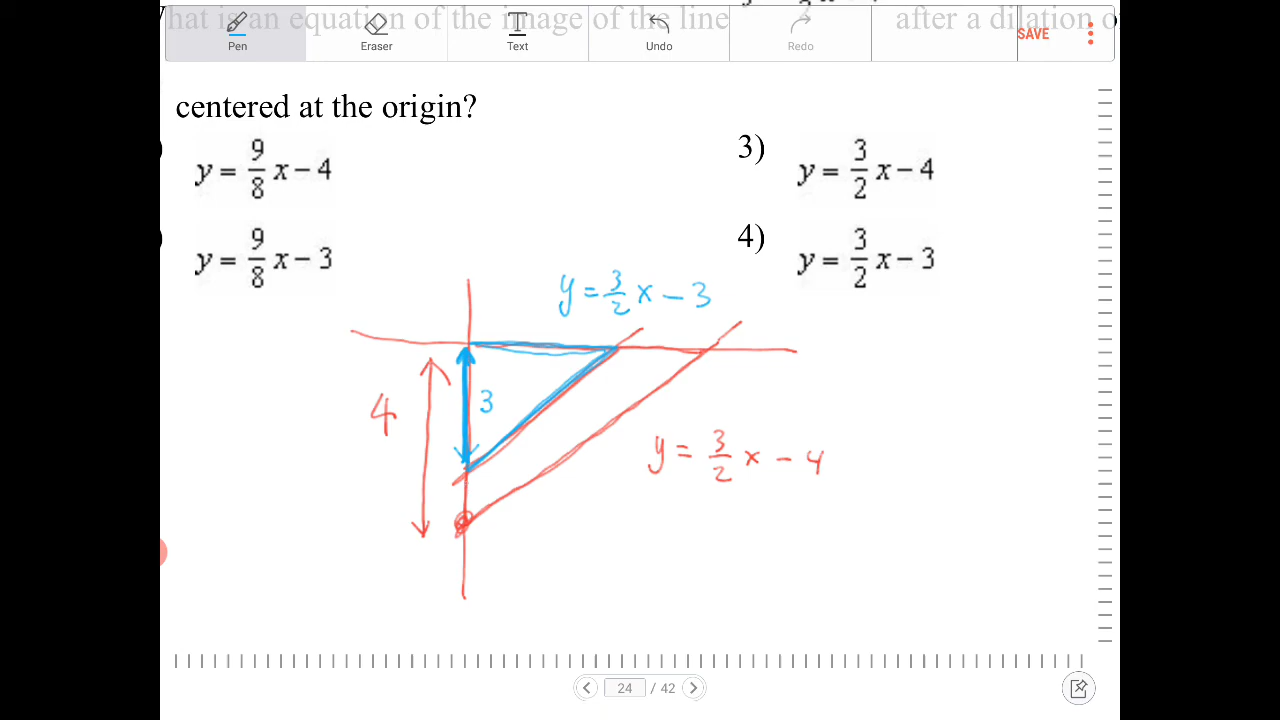 hat is an equation of the image of the line after a dilation o
Pen Eraser Text Undo Redo SAVE
centered at the origin?
y = 9/8 x - 4
3) y = 3/2 x - 4
y = 9/8 x - 3
4) y = 3/2 x - 3
y = 3/2 x - 3
3
4
y = 3/2 x - 4
24 / 42